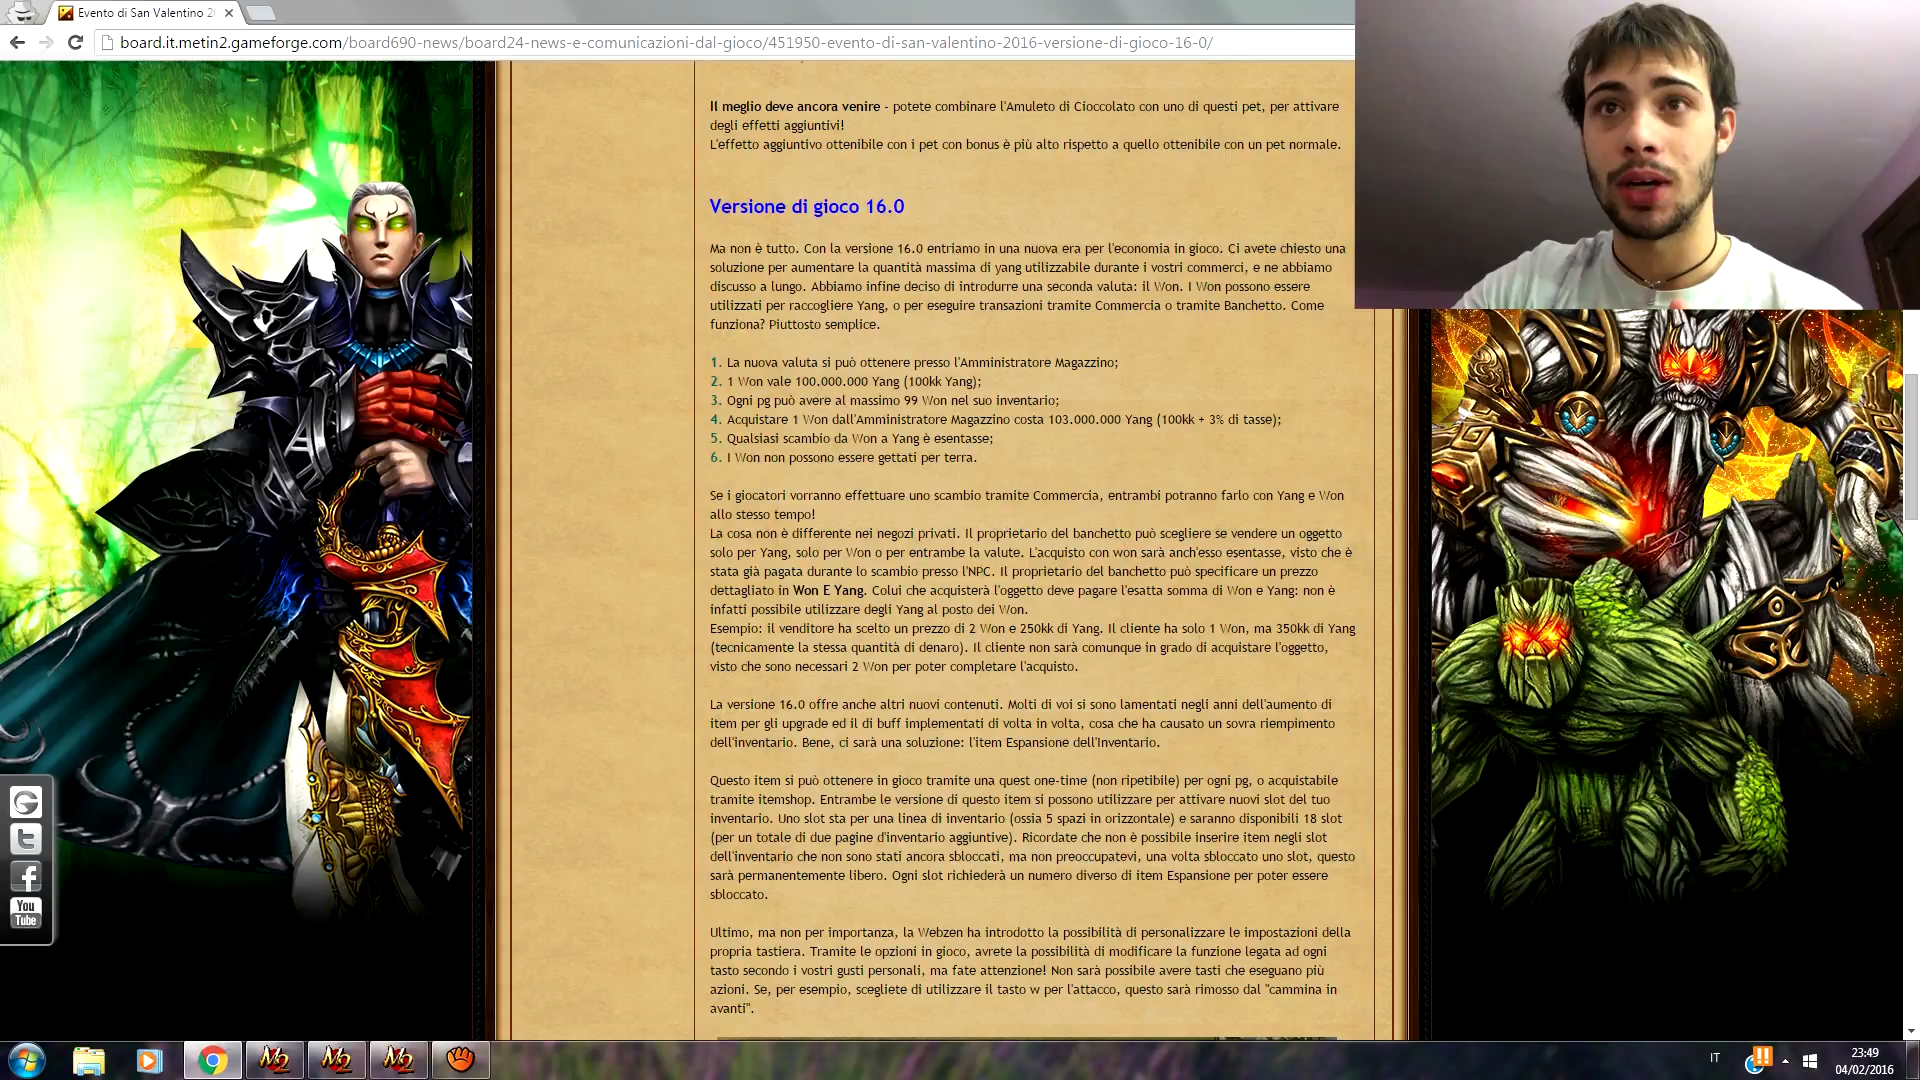 Evento di San Valentino 2
board.it.metin2.gameforge.com/board690-news/board24-news-e-comunicazioni-dal-gioco/451950-evento-di-san-valentino-2016-versione-di-gioco-16-0/
Il meglio deve ancora venire - potete combinare l'Amuleto di Cioccolato con uno di questi pet, per attivare
degli effetti aggiuntivi!
L'effetto aggiuntivo ottenibile con i pet con bonus è più alto rispetto a quello ottenibile con un pet normale.
Versione di gioco 16.0
Ma non è tutto. Con la versione 16.0 entriamo in una nuova era per l'economia in gioco. Ci avete chiesto una
soluzione per aumentare la quantità massima di yang utilizzabile durante i vostri commerci, e ne abbiamo
discusso a lungo. Abbiamo infine deciso di introdurre una seconda valuta: il Won. I Won possono essere
utilizzati per raccogliere Yang, o per eseguire transazioni tramite Commercia o tramite Banchetto. Come
funziona? Piuttosto semplice.
1. La nuova valuta si può ottenere presso l'Amministratore Magazzino;
2. 1 Won vale 100.000.000 Yang (100kk Yang);
3. Ogni pg può avere al massimo 99 Won nel suo inventario;
4. Acquistare 1 Won dall'Amministratore Magazzino costa 103.000.000 Yang (100kk + 3% di tasse);
5. Qualsiasi scambio da Won a Yang è esentasse;
6. I Won non possono essere gettati per terra.
Se i giocatori vorranno effettuare uno scambio tramite Commercia, entrambi potranno farlo con Yang e Won
allo stesso tempo!
La cosa non è differente nei negozi privati. Il proprietario del banchetto può scegliere se vendere un oggetto
solo per Yang, solo per Won o per entrambe la valute. L'acquisto con won sarà anch'esso esentasse, visto che è
stata già pagata durante lo scambio presso l'NPC. Il proprietario del banchetto può specificare un prezzo
dettagliato in Won E Yang. Colui che acquisterà l'oggetto deve pagare l'esatta somma di Won e Yang: non è
infatti possibile utilizzare degli Yang al posto dei Won.
Esempio: il venditore ha scelto un prezzo di 2 Won e 250kk di Yang. Il cliente ha solo 1 Won, ma 350kk di Yang
(tecnicamente la stessa quantità di denaro). Il cliente non sarà comunque in grado di acquistare l'oggetto,
visto che sono necessari 2 Won per poter completare l'acquisto.
La versione 16.0 offre anche altri nuovi contenuti. Molti di voi si sono lamentati negli anni dell'aumento di
item per gli upgrade ed il di buff implementati di volta in volta, cosa che ha causato un sovra riempimento
dell'inventario. Bene, ci sarà una soluzione: l'item Espansione dell'Inventario.
Questo item si può ottenere in gioco tramite una quest one-time (non ripetibile) per ogni pg, o acquistabile
tramite itemshop. Entrambe le versione di questo item si possono utilizzare per attivare nuovi slot del tuo
inventario. Uno slot sta per una linea di inventario (ossia 5 spazi in orizzontale) e saranno disponibili 18 slot
(per un totale di due pagine d'inventario aggiuntive). Ricordate che non è possibile inserire item negli slot
dell'inventario che non sono stati ancora sbloccati, ma non preoccupatevi, una volta sbloccato uno slot, questo
sarà permanentemente libero. Ogni slot richiederà un numero diverso di item Espansione per poter essere
sbloccato.
Ultimo, ma non per importanza, la Webzen ha introdotto la possibilità di personalizzare le impostazioni della
propria tastiera. Tramite le opzioni in gioco, avrete la possibilità di modificare la funzione legata ad ogni
tasto secondo i vostri gusti personali, ma fate attenzione! Non sarà possibile avere tasti che eseguano più
azioni. Se, per esempio, scegliete di utilizzare il tasto w per l'attacco, questo sarà rimosso dal "cammina in
avanti".
You
Tube
M2
M2
M2
IT
23:49
04/02/2016